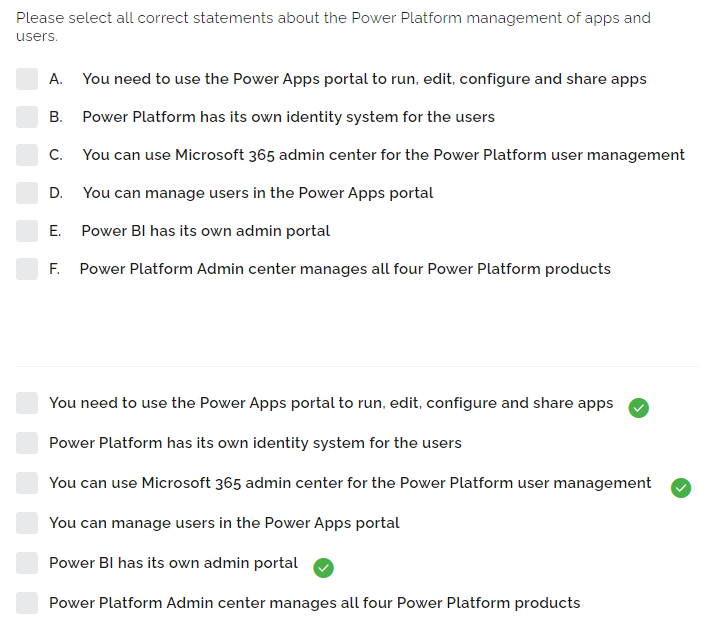 Please select all correct statements about the Power Platform management of apps and
users.
A. You need to use the Power Apps portal to run, edit, configure and share apps
B. Power Platform has its own identity system for the users
C. You can use Microsoft 365 admin center for the Power Platform user management
D. You can manage users in the Power Apps portal
E. Power BI has its own admin portal
F. Power Platform Admin center manages all four Power Platform products
You need to use the Power Apps portal to run, edit, configure and share apps
Power Platform has its own identity system for the users
You can use Microsoft 365 admin center for the Power Platform user management
You can manage users in the Power Apps portal
Power BI has its own admin portal
Power Platform Admin center manages all four Power Platform products